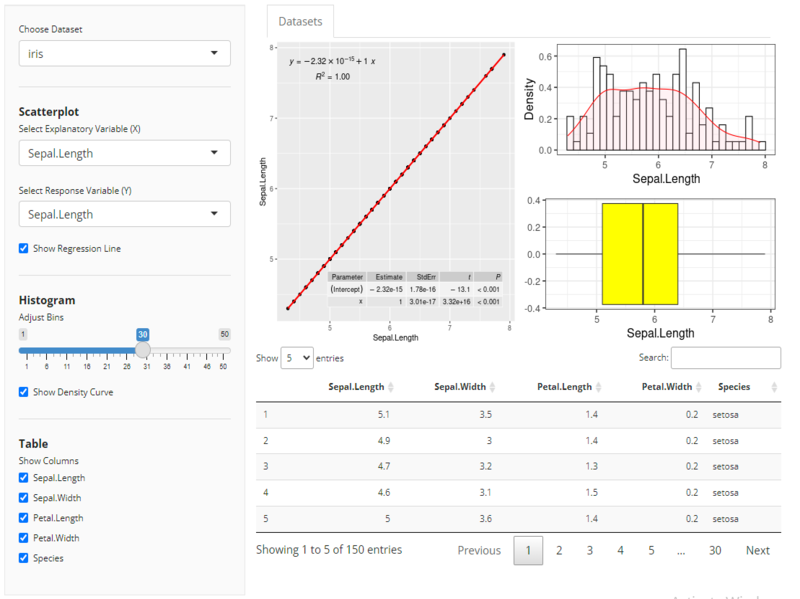 Choose Dataset
iris
Scatterplot
Select Explanatory Variable (X)
Sepal.Length
Select Response Variable (Y)
Sepal.Length
Show Regression Line
Histogram
Adjust Bins
1 30 50
1 6 11 16 21 26 31 36 41 46 50
Show Density Curve
Table
Show Columns
Sepal.Length
Sepal.Width
Petal.Length
Petal.Width
Species
Datasets
y = −2.32 × 10⁻¹⁵ + 1 x
R² = 1.00
8
7
6
5
Sepal.Length
Parameter Estimate StdErr t P
(Intercept) − 2.32e-15 1.78e-16 − 13.1 < 0.001
x 1 3.01e-17 3.32e+16 < 0.001
5 6 7 8
Sepal.Length
0.6
0.4
0.2
0.0
Density
5 6 7 8
Sepal.Length
0.4
0.2
0.0
-0.2
-0.4
5 6 7 8
Sepal.Length
Show 5 entries
Search:
Sepal.Length Sepal.Width Petal.Length Petal.Width Species
1 5.1 3.5 1.4 0.2 setosa
2 4.9 3 1.4 0.2 setosa
3 4.7 3.2 1.3 0.2 setosa
4 4.6 3.1 1.5 0.2 setosa
5 5 3.6 1.4 0.2 setosa
Showing 1 to 5 of 150 entries
Previous 1 2 3 4 5 ... 30 Next